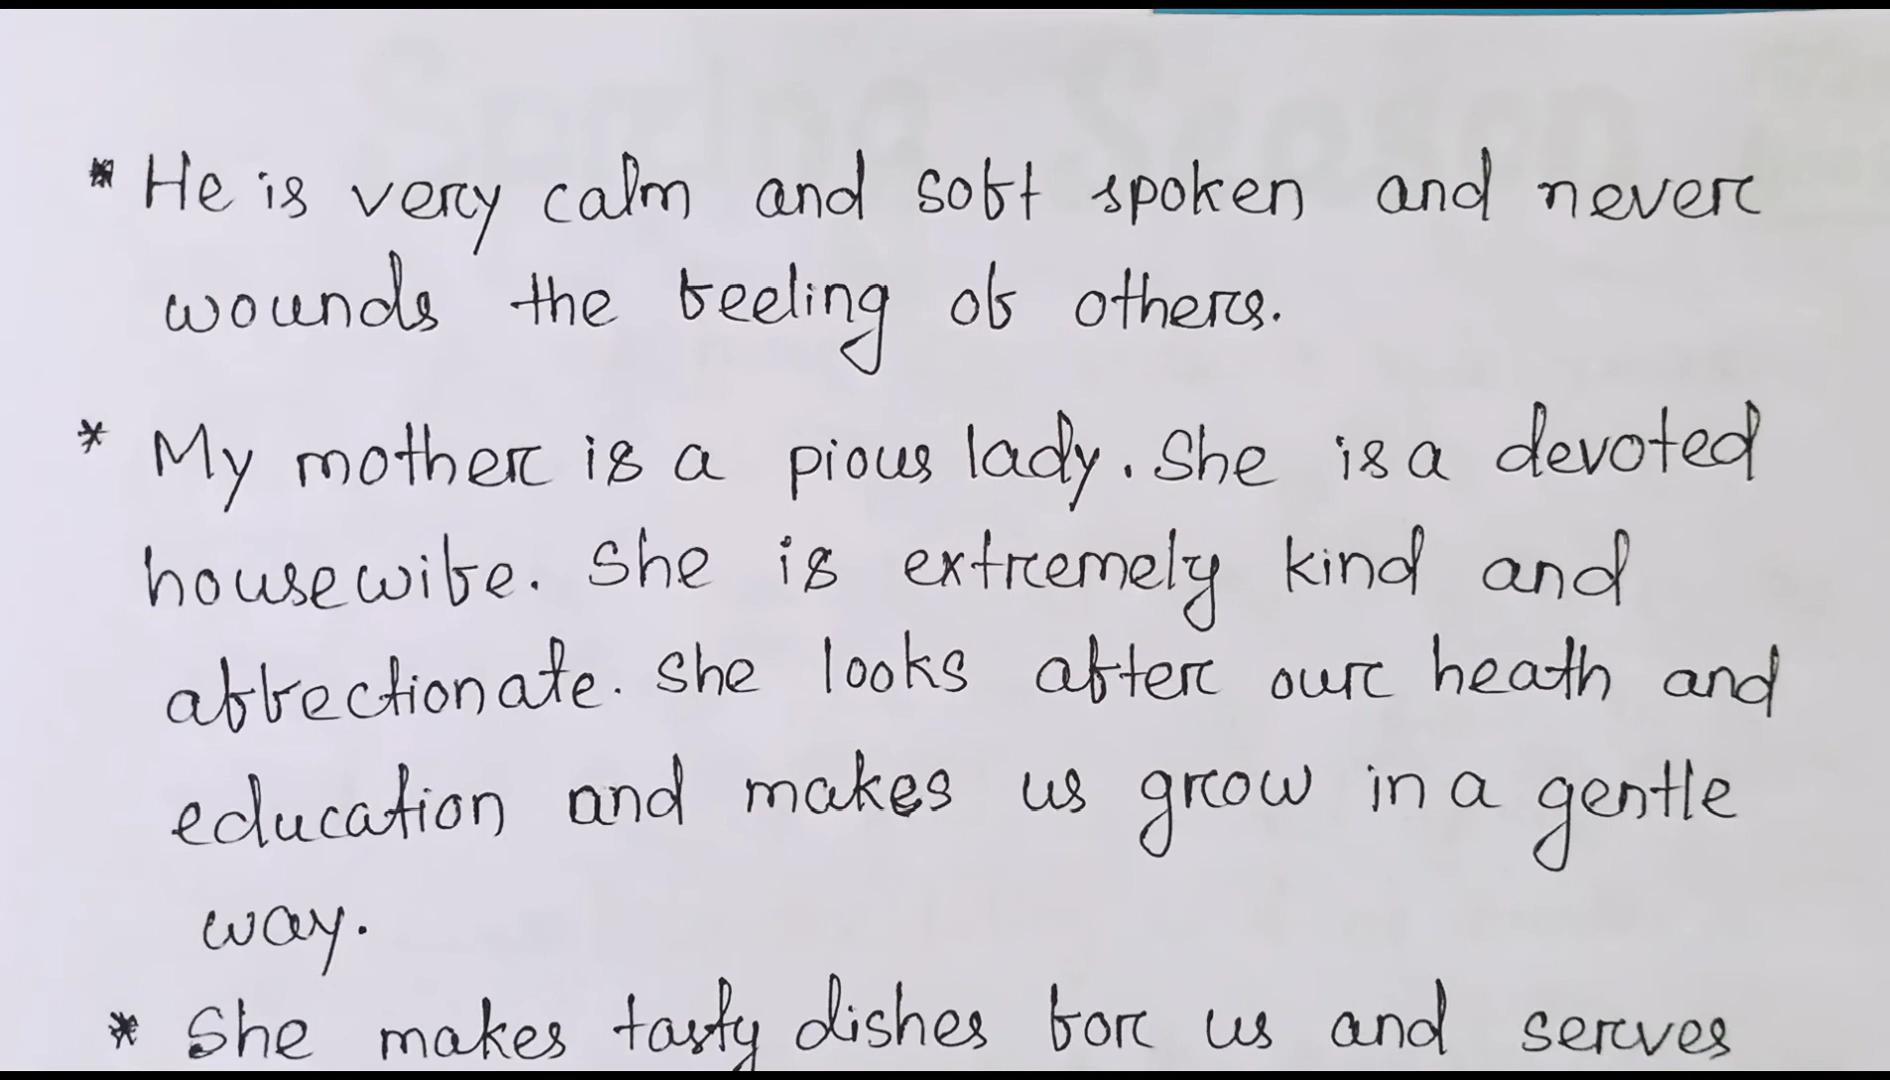 * He is very calm and soft spoken and never
wounds the feeling of others.
* My mother is a pious lady. She is a devoted
housewife. She is extremely kind and
affectionate. She looks after our heath and
education and makes us grow in a gentle
way.
* She makes tasty dishes for us and serves